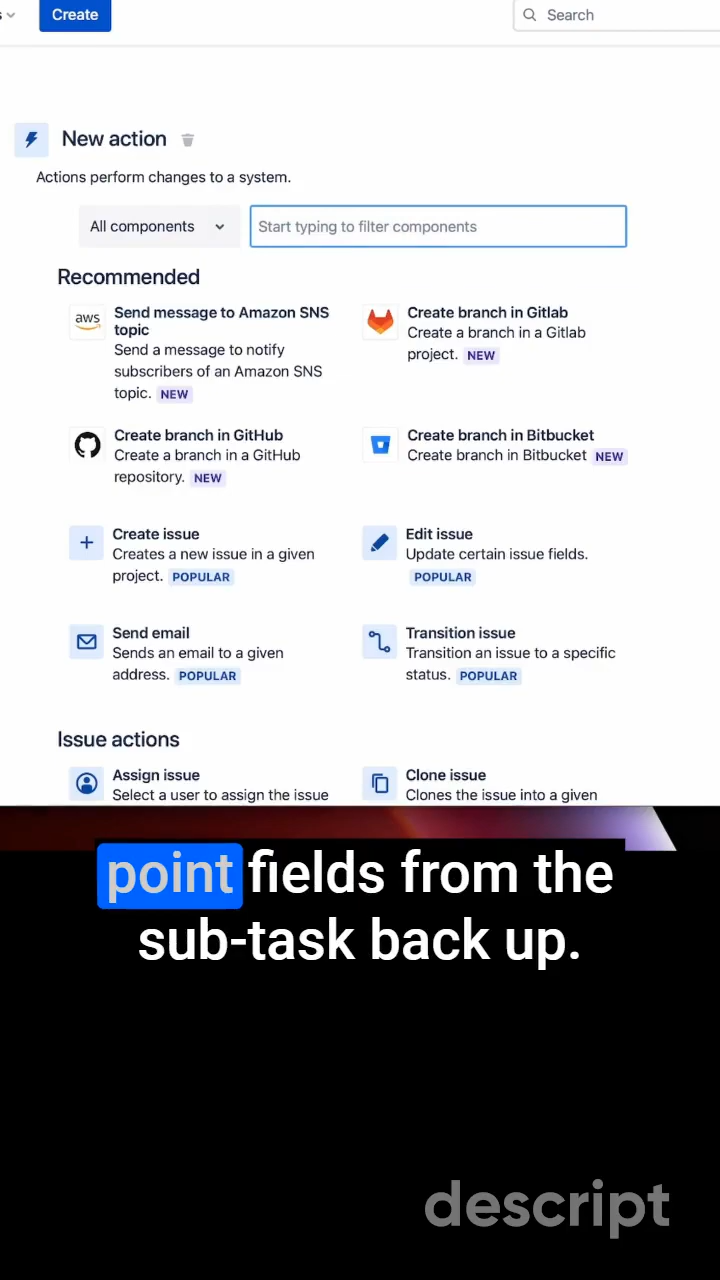 s
Create
Search
New action
Actions perform changes to a system.
All components
Start typing to filter components
Recommended
aws
Send message to Amazon SNS
topic
Send a message to notify
subscribers of an Amazon SNS
topic. NEW
Create branch in Gitlab
Create a branch in a Gitlab
project. NEW
Create branch in GitHub
Create a branch in a GitHub
repository. NEW
Create branch in Bitbucket
Create branch in Bitbucket NEW
Create issue
Creates a new issue in a given
project. POPULAR
Edit issue
Update certain issue fields.
POPULAR
Send email
Sends an email to a given
address. POPULAR
Transition issue
Transition an issue to a specific
status. POPULAR
Issue actions
Assign issue
Select a user to assign the issue
Clone issue
Clones the issue into a given
point fields from the
sub-task back up.
descript